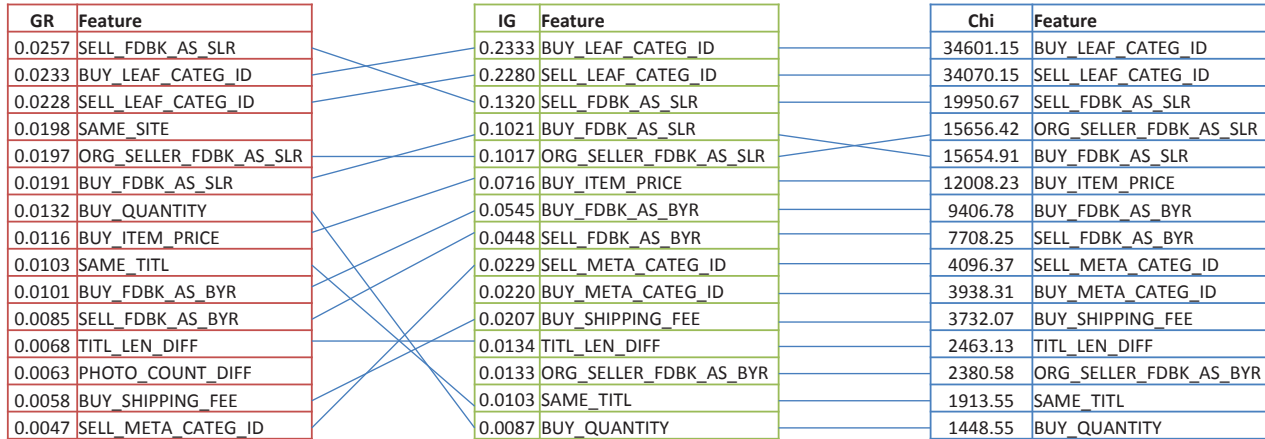 GR Feature IG Feature Chi Feature
0.0257 SELL_FDBK_AS_SLR 0.2333 BUY_LEAF_CATEG_ID 34601.15 BUY_LEAF_CATEG_ID
0.0233 BUY_LEAF_CATEG_ID 0.2280 SELL_LEAF_CATEG_ID 34070.15 SELL_LEAF_CATEG_ID
0.0228 SELL_LEAF_CATEG_ID 0.1320 SELL_FDBK_AS_SLR 19950.67 SELL_FDBK_AS_SLR
0.0198 SAME_SITE 0.1021 BUY_FDBK_AS_SLR 15656.42 ORG_SELLER_FDBK_AS_SLR
0.0197 ORG_SELLER_FDBK_AS_SLR 0.1017 ORG_SELLER_FDBK_AS_SLR 15654.91 BUY_FDBK_AS_SLR
0.0191 BUY_FDBK_AS_SLR 0.0716 BUY_ITEM_PRICE 12008.23 BUY_ITEM_PRICE
0.0132 BUY_QUANTITY 0.0545 BUY_FDBK_AS_BYR 9406.78 BUY_FDBK_AS_BYR
0.0116 BUY_ITEM_PRICE 0.0448 SELL_FDBK_AS_BYR 7708.25 SELL_FDBK_AS_BYR
0.0103 SAME_TITL 0.0229 SELL_META_CATEG_ID 4096.37 SELL_META_CATEG_ID
0.0101 BUY_FDBK_AS_BYR 0.0220 BUY_META_CATEG_ID 3938.31 BUY_META_CATEG_ID
0.0085 SELL_FDBK_AS_BYR 0.0207 BUY_SHIPPING_FEE 3732.07 BUY_SHIPPING_FEE
0.0068 TITL_LEN_DIFF 0.0134 TITL_LEN_DIFF 2463.13 TITL_LEN_DIFF
0.0063 PHOTO_COUNT_DIFF 0.0133 ORG_SELLER_FDBK_AS_BYR 2380.58 ORG_SELLER_FDBK_AS_BYR
0.0058 BUY_SHIPPING_FEE 0.0103 SAME_TITL 1913.55 SAME_TITL
0.0047 SELL_META_CATEG_ID 0.0087 BUY_QUANTITY 1448.55 BUY_QUANTITY